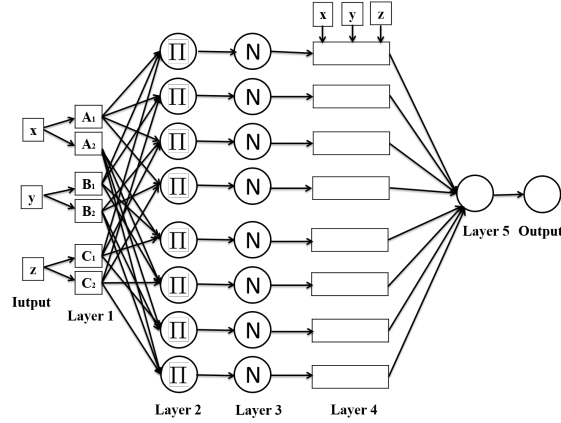 x y z
∏ N
A1
∏ N
x
A2
∏ N
B1
y
B2
∏ N
C1
∏ N
z
C2
∏ N
Iutput
Layer 1
∏ N
∏ N
Layer 5 Output
Layer 2 Layer 3 Layer 4